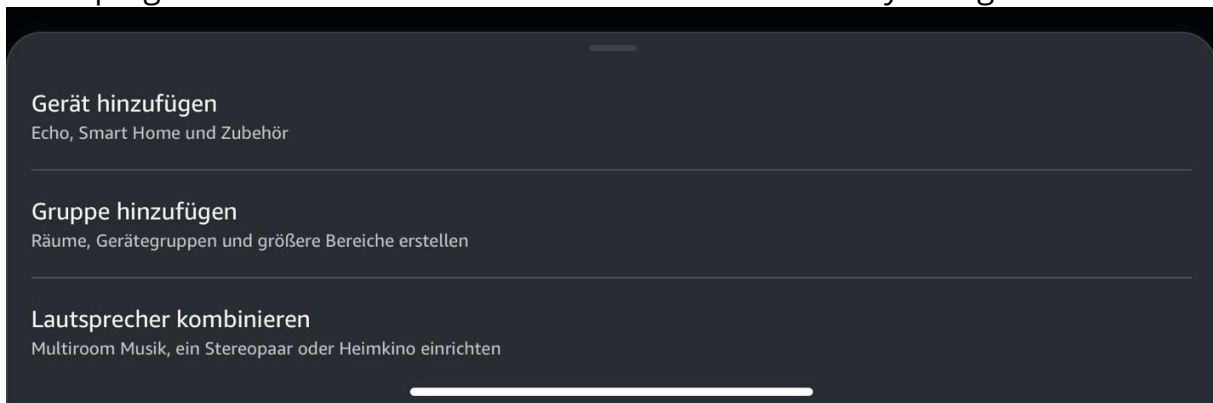 Gerät hinzufügen
Echo, Smart Home und Zubehör
Gruppe hinzufügen
Räume, Gerätegruppen und größere Bereiche erstellen
Lautsprecher kombinieren
Multiroom Musik, ein Stereopaar oder Heimkino einrichten